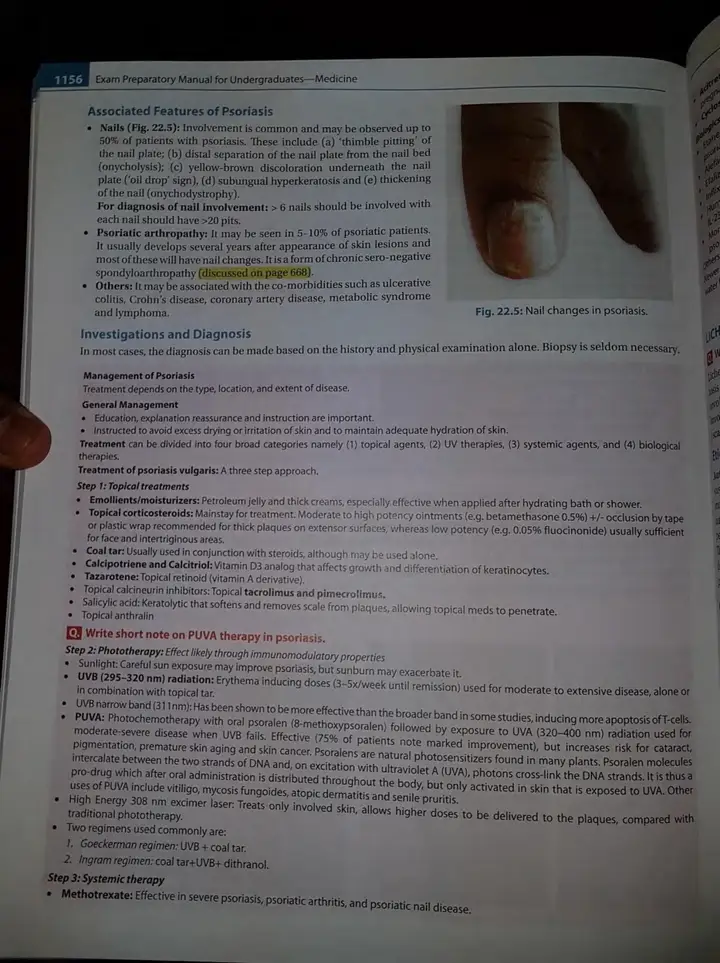 1156 Exam Preparatory Manual for Undergraduates—Medicine
Associated Features of Psoriasis
• Nails (Fig. 22.5): Involvement is common and may be observed up to
50% of patients with psoriasis. These include (a) 'thimble pitting' of
the nail plate; (b) distal separation of the nail plate from the nail bed
(onycholysis); (c) yellow-brown discoloration underneath the nail
plate ('oil drop' sign), (d) subungual hyperkeratosis and (e) thickening
of the nail (onychodystrophy).
For diagnosis of nail involvement: > 6 nails should be involved with
each nail should have >20 pits.
• Psoriatic arthropathy: It may be seen in 5-10% of psoriatic patients.
It usually develops several years after appearance of skin lesions and
most of these will have nail changes. It is a form of chronic sero-negative
spondyloarthropathy (discussed on page 668).
• Others: It may be associated with the co-morbidities such as ulcerative
colitis, Crohn's disease, coronary artery disease, metabolic syndrome
and lymphoma.
Fig. 22.5: Nail changes in psoriasis.
Investigations and Diagnosis
In most cases, the diagnosis can be made based on the history and physical examination alone. Biopsy is seldom necessary.
Management of Psoriasis
Treatment depends on the type, location, and extent of disease.
General Management
• Education, explanation reassurance and instruction are important.
• Instructed to avoid excess drying or irritation of skin and to maintain adequate hydration of skin.
Treatment can be divided into four broad categories namely (1) topical agents, (2) UV therapies, (3) systemic agents, and (4) biological
therapies.
Treatment of psoriasis vulgaris: A three step approach.
Step 1: Topical treatments
• Emollients/moisturizers: Petroleum jelly and thick creams, especially effective when applied after hydrating bath or shower.
• Topical corticosteroids: Mainstay for treatment. Moderate to high potency ointments (e.g. betamethasone 0.5%) +/- occlusion by tape
or plastic wrap recommended for thick plaques on extensor surfaces, whereas low potency (e.g. 0.05% fluocinonide) usually sufficient
for face and intertriginous areas.
• Coal tar: Usually used in conjunction with steroids, although may be used alone.
• Calcipotriene and Calcitriol: Vitamin D3 analog that affects growth and differentiation of keratinocytes.
• Tazarotene: Topical retinoid (vitamin A derivative).
• Topical calcineurin inhibitors: Topical tacrolimus and pimecrolimus.
• Salicylic acid: Keratolytic that softens and removes scale from plaques, allowing topical meds to penetrate.
• Topical anthralin
Q. Write short note on PUVA therapy in psoriasis.
Step 2: Phototherapy: Effect likely through immunomodulatory properties
• Sunlight: Careful sun exposure may improve psoriasis, but sunburn may exacerbate it.
• UVB (295–320 nm) radiation: Erythema inducing doses (3–5x/week until remission) used for moderate to extensive disease, alone or
in combination with topical tar.
• UVB narrow band (311nm): Has been shown to be more effective than the broader band in some studies, inducing more apoptosis of T-cells.
• PUVA: Photochemotherapy with oral psoralen (8-methoxypsoralen) followed by exposure to UVA (320–400 nm) radiation used for
moderate-severe disease when UVB fails. Effective (75% of patients note marked improvement), but increases risk for cataract,
pigmentation, premature skin aging and skin cancer. Psoralens are natural photosensitizers found in many plants. Psoralen molecules
intercalate between the two strands of DNA and, on excitation with ultraviolet A (UVA), photons cross-link the DNA strands. It is thus a
pro-drug which after oral administration is distributed throughout the body, but only activated in skin that is exposed to UVA. Other
uses of PUVA include vitiligo, mycosis fungoides, atopic dermatitis and senile pruritis.
• High Energy 308 nm excimer laser: Treats only involved skin, allows higher doses to be delivered to the plaques, compared with
traditional phototherapy.
• Two regimens used commonly are:
1. Goeckerman regimen: UVB + coal tar.
2. Ingram regimen: coal tar+UVB+ dithranol.
Step 3: Systemic therapy
• Methotrexate: Effective in severe psoriasis, psoriatic arthritis, and psoriatic nail disease.